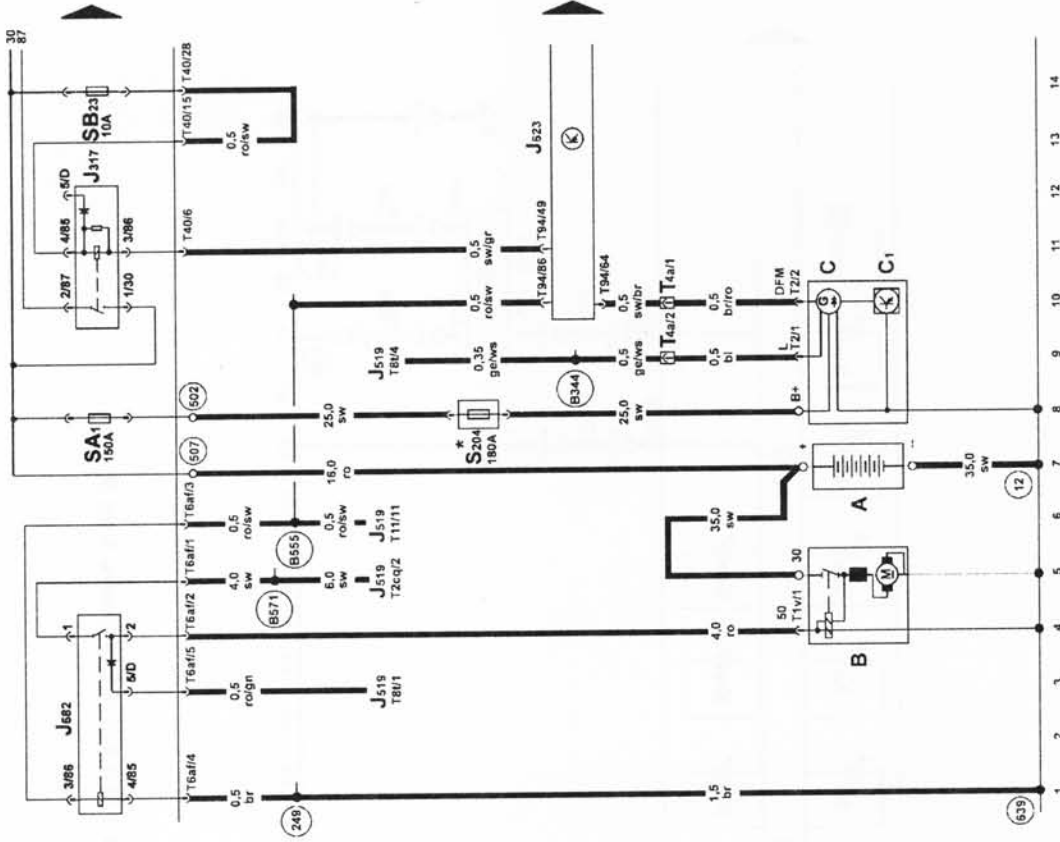 30
87
SB23
10A
J317
5/D
4/85
2/87
3/86
1/30
T40/28
T40/15
T40/6
0,5
ro/sw
SA1
150A
502
507
J682
3/86
4/85
1
2
5/D
T6af/4
T6af/5
T6af/2
T6af/1
T6af/3
0,5
br
0,5
ro/gn
4,0
sw
0,5
ro/sw
249
B571
B555
6,0
sw
0,5
ro/sw
J519
T8t/1
J519
T2cq/2
J519
T11/11
16,0
ro
25,0
sw
*
S204
180A
25,0
sw
J519
T8t/4
0,35
ge/ws
B344
0,5
ro/sw
0,5
sw/gr
T94/86
T94/49
T94/64
J623
K
0,5
ge/ws
0,5
sw/br
T4a/2
T4a/1
0,5
bl
0,5
br/ro
L
T2/1
DFM
T2/2
B+
G
C
K
C1
35,0
sw
+
-
A
35,0
sw
12
30
50
T1v/1
M
B
4,0
ro
1,5
br
639
1
2
3
4
5
6
7
8
9
10
11
12
13
14